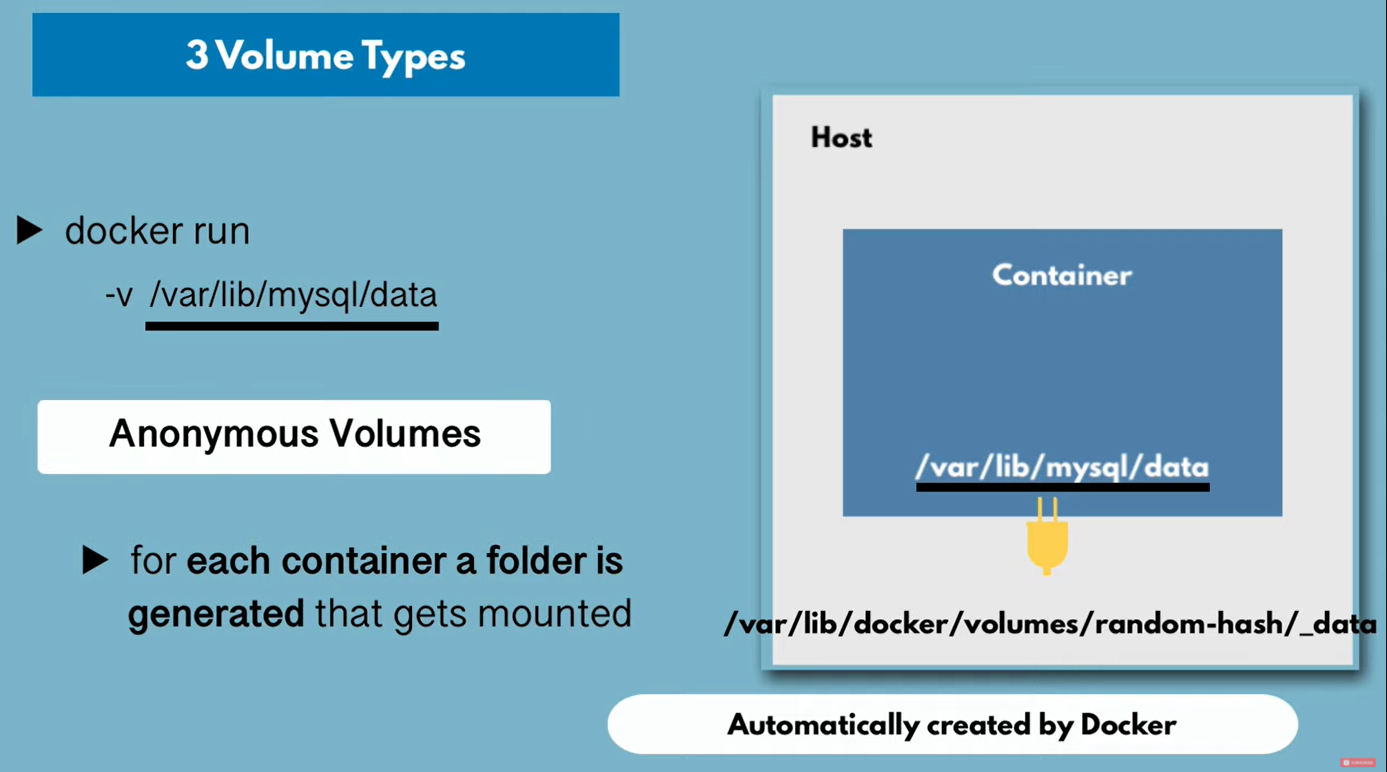 3 Volume Types
▶ docker run
-v /var/lib/mysql/data
Anonymous Volumes
▶ for each container a folder is
generated that gets mounted
Host
Container
/var/lib/mysql/data
/var/lib/docker/volumes/random-hash/_data
Automatically created by Docker